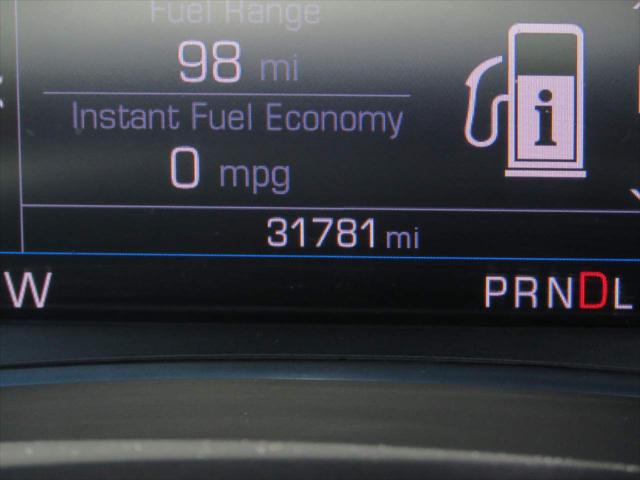 Fuel Range
98 mi
Instant Fuel Economy
0 mpg
i
31781 mi
W PRNDL